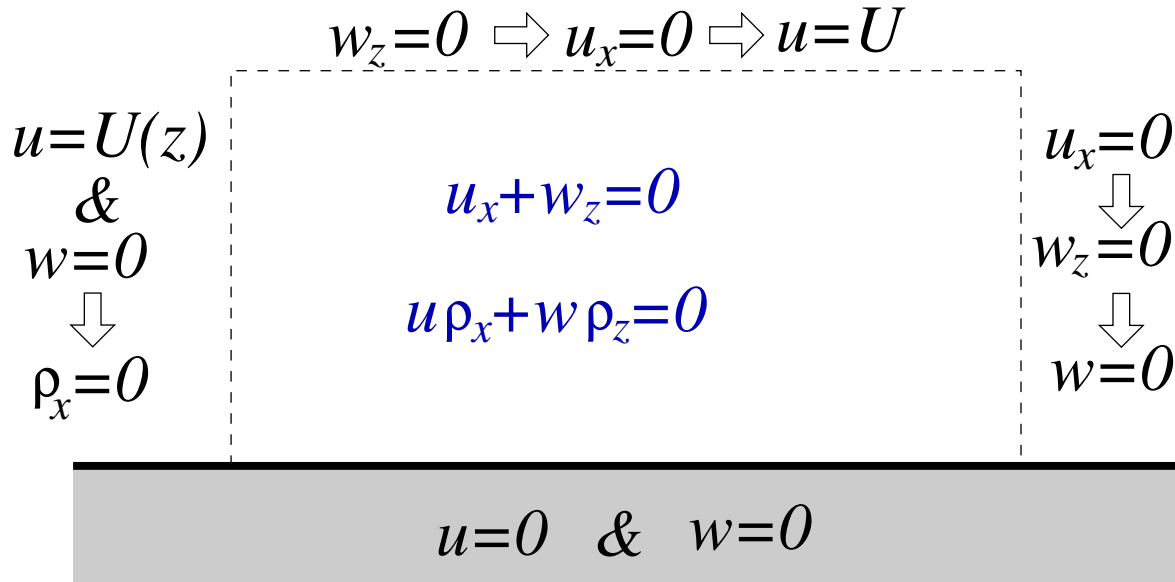 w_z=0 ⇨ u_x=0 ⇨ u=U
u=U(z)
&
w=0
⇩
ρ_x=0
u_x+w_z=0
uρ_x+wρ_z=0
u_x=0
⇩
w_z=0
⇩
w=0
u=0 & w=0